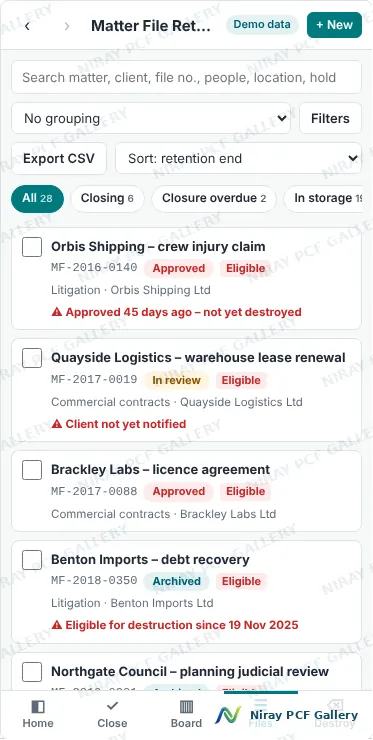 ‹ › Matter File Ret... Demo data + New
Search matter, client, file no., people, location, hold
No grouping Filters
Export CSV Sort: retention end
All 28 Closing 6 Closure overdue 2 In storage
Orbis Shipping – crew injury claim
MF-2016-0140 Approved Eligible
Litigation · Orbis Shipping Ltd
⚠ Approved 45 days ago – not yet destroyed
Quayside Logistics – warehouse lease renewal
MF-2017-0019 In review Eligible
Commercial contracts · Quayside Logistics Ltd
⚠ Client not yet notified
Brackley Labs – licence agreement
MF-2017-0088 Approved Eligible
Commercial contracts · Brackley Labs Ltd
Benton Imports – debt recovery
MF-2018-0350 Archived Eligible
Litigation · Benton Imports Ltd
⚠ Eligible for destruction since 19 Nov 2025
Northgate Council – planning judicial review
Home Close Board Files Destroy
Niray PCF Gallery
NIRAY PCF GALLERY